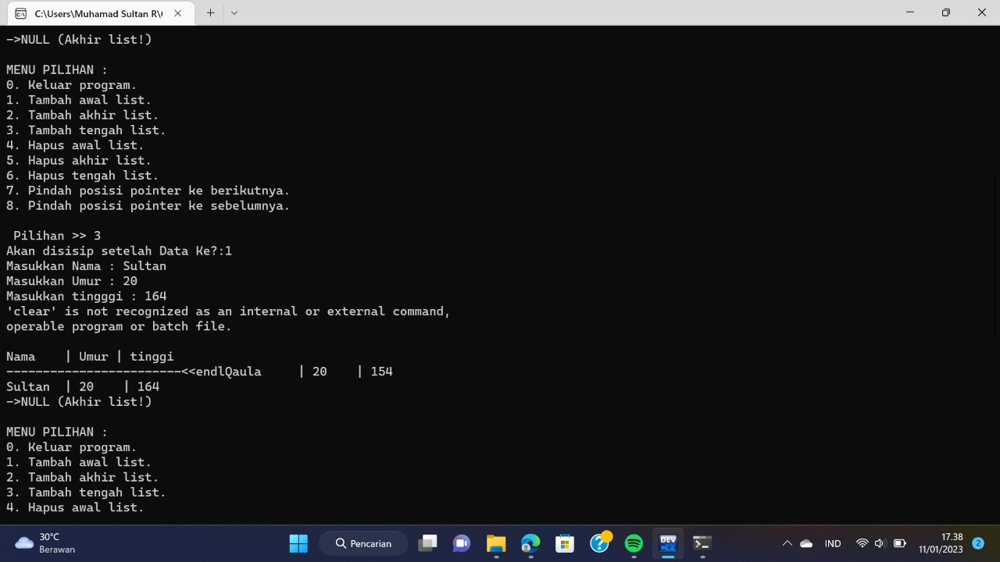 C:\Users\Muhamad Sultan R\(
->NULL (Akhir list!)
MENU PILIHAN :
0. Keluar program.
1. Tambah awal list.
2. Tambah akhir list.
3. Tambah tengah list.
4. Hapus awal list.
5. Hapus akhir list.
6. Hapus tengah list.
7. Pindah posisi pointer ke berikutnya.
8. Pindah posisi pointer ke sebelumnya.
Pilihan >> 3
Akan disisip setelah Data Ke?:1
Masukkan Nama : Sultan
Masukkan Umur : 20
Masukkan tingggi : 164
'clear' is not recognized as an internal or external command,
operable program or batch file.
Nama    | Umur | tinggi
------------------------<<endlQaula     | 20    | 154
Sultan  | 20    | 164
->NULL (Akhir list!)
MENU PILIHAN :
0. Keluar program.
1. Tambah awal list.
2. Tambah akhir list.
3. Tambah tengah list.
4. Hapus awal list.
30°C
Berawan
Pencarian
DEV
IND
17.38
11/01/2023
2